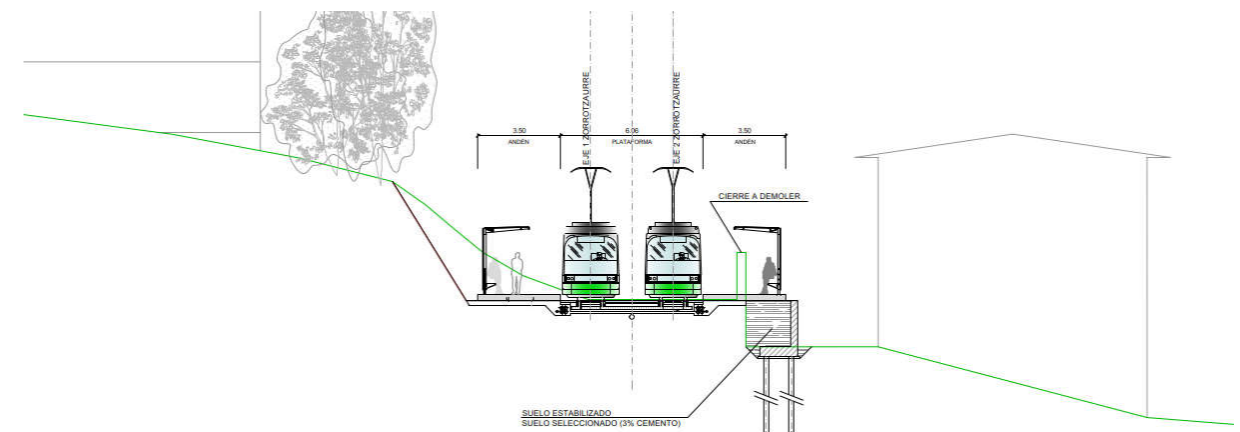 EJE 1 ZORROTZAURRE
EJE 2 ZORROTZAURRE
3.50
6.06
3.50
ANDÉN
PLATAFORMA
ANDÉN
CIERRE A DEMOLER
SUELO ESTABILIZADO
SUELO SELECCIONADO (3% CEMENTO)